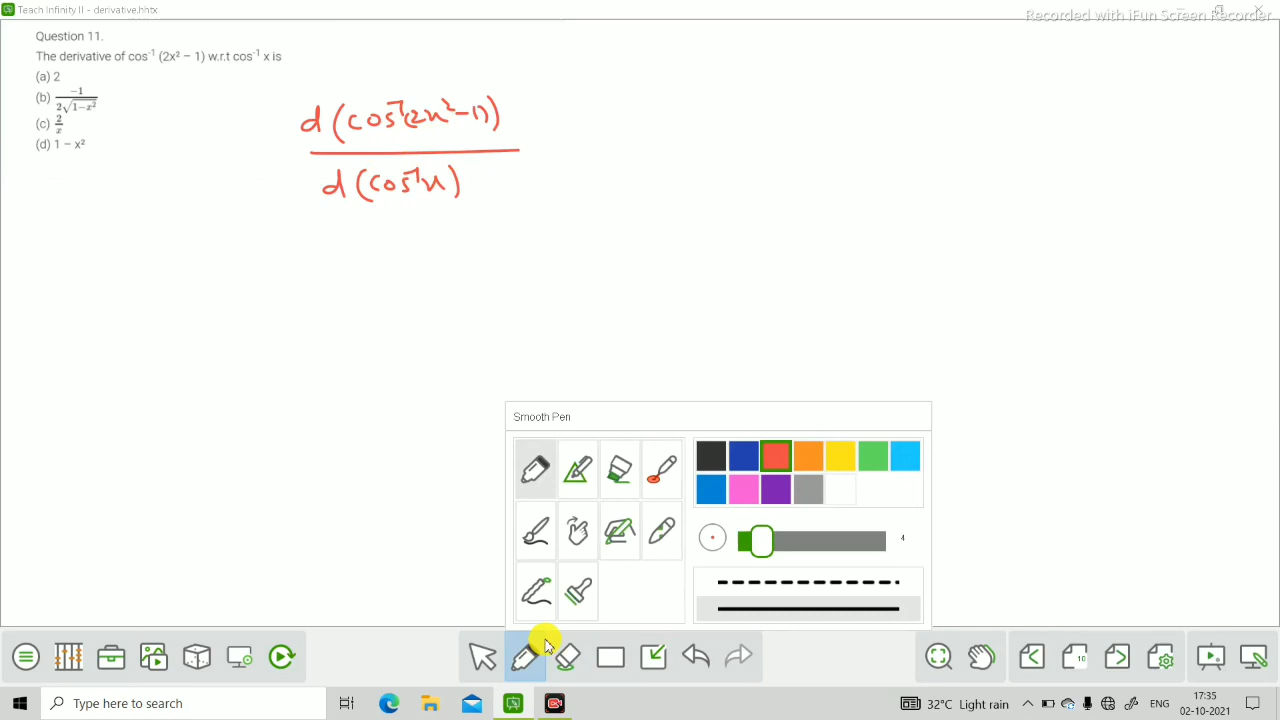 Teach Infinity II - derivative.hhtx
Recorded with iFun Screen Recorder
Question 11.
The derivative of cos⁻¹ (2x² – 1) w.r.t cos⁻¹ x is
(a) 2
(b) −1 / 2√(1−x²)
(c) 2/x
(d) 1 – x²
d (cos⁻¹(2x²−1))
d (cos⁻¹x)
Smooth Pen
4
10
Type here to search
32°C Light rain
ENG
17:35
02-10-2021